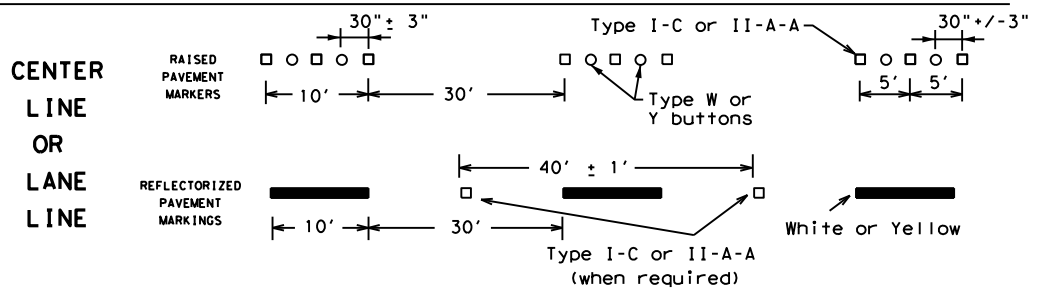 CENTER
LINE
OR
LANE
LINE
RAISED
PAVEMENT
MARKERS
30" ± 3"
10'
30'
Type I-C or II-A-A
30"+/-3"
5'
5'
Type W or
Y buttons
REFLECTORIZED
PAVEMENT
MARKINGS
40' ± 1'
10'
30'
Type I-C or II-A-A
(when required)
White or Yellow